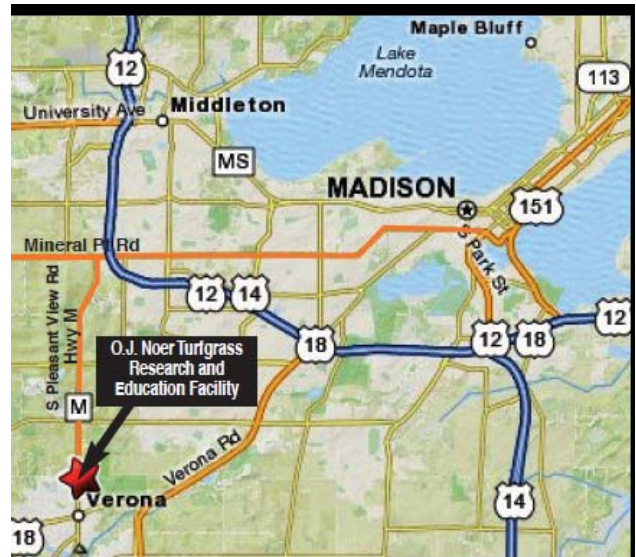 Maple Bluff
Lake
Mendota
12
113
University Ave
Middleton
MS
MADISON
151
Mineral Pt Rd
S Park St
S Pleasant View Rd
Hwy M
12
14
12
18
12
18
O.J. Noer Turfgrass
Research and
Education Facility
M
Verona Rd
Verona
14
18